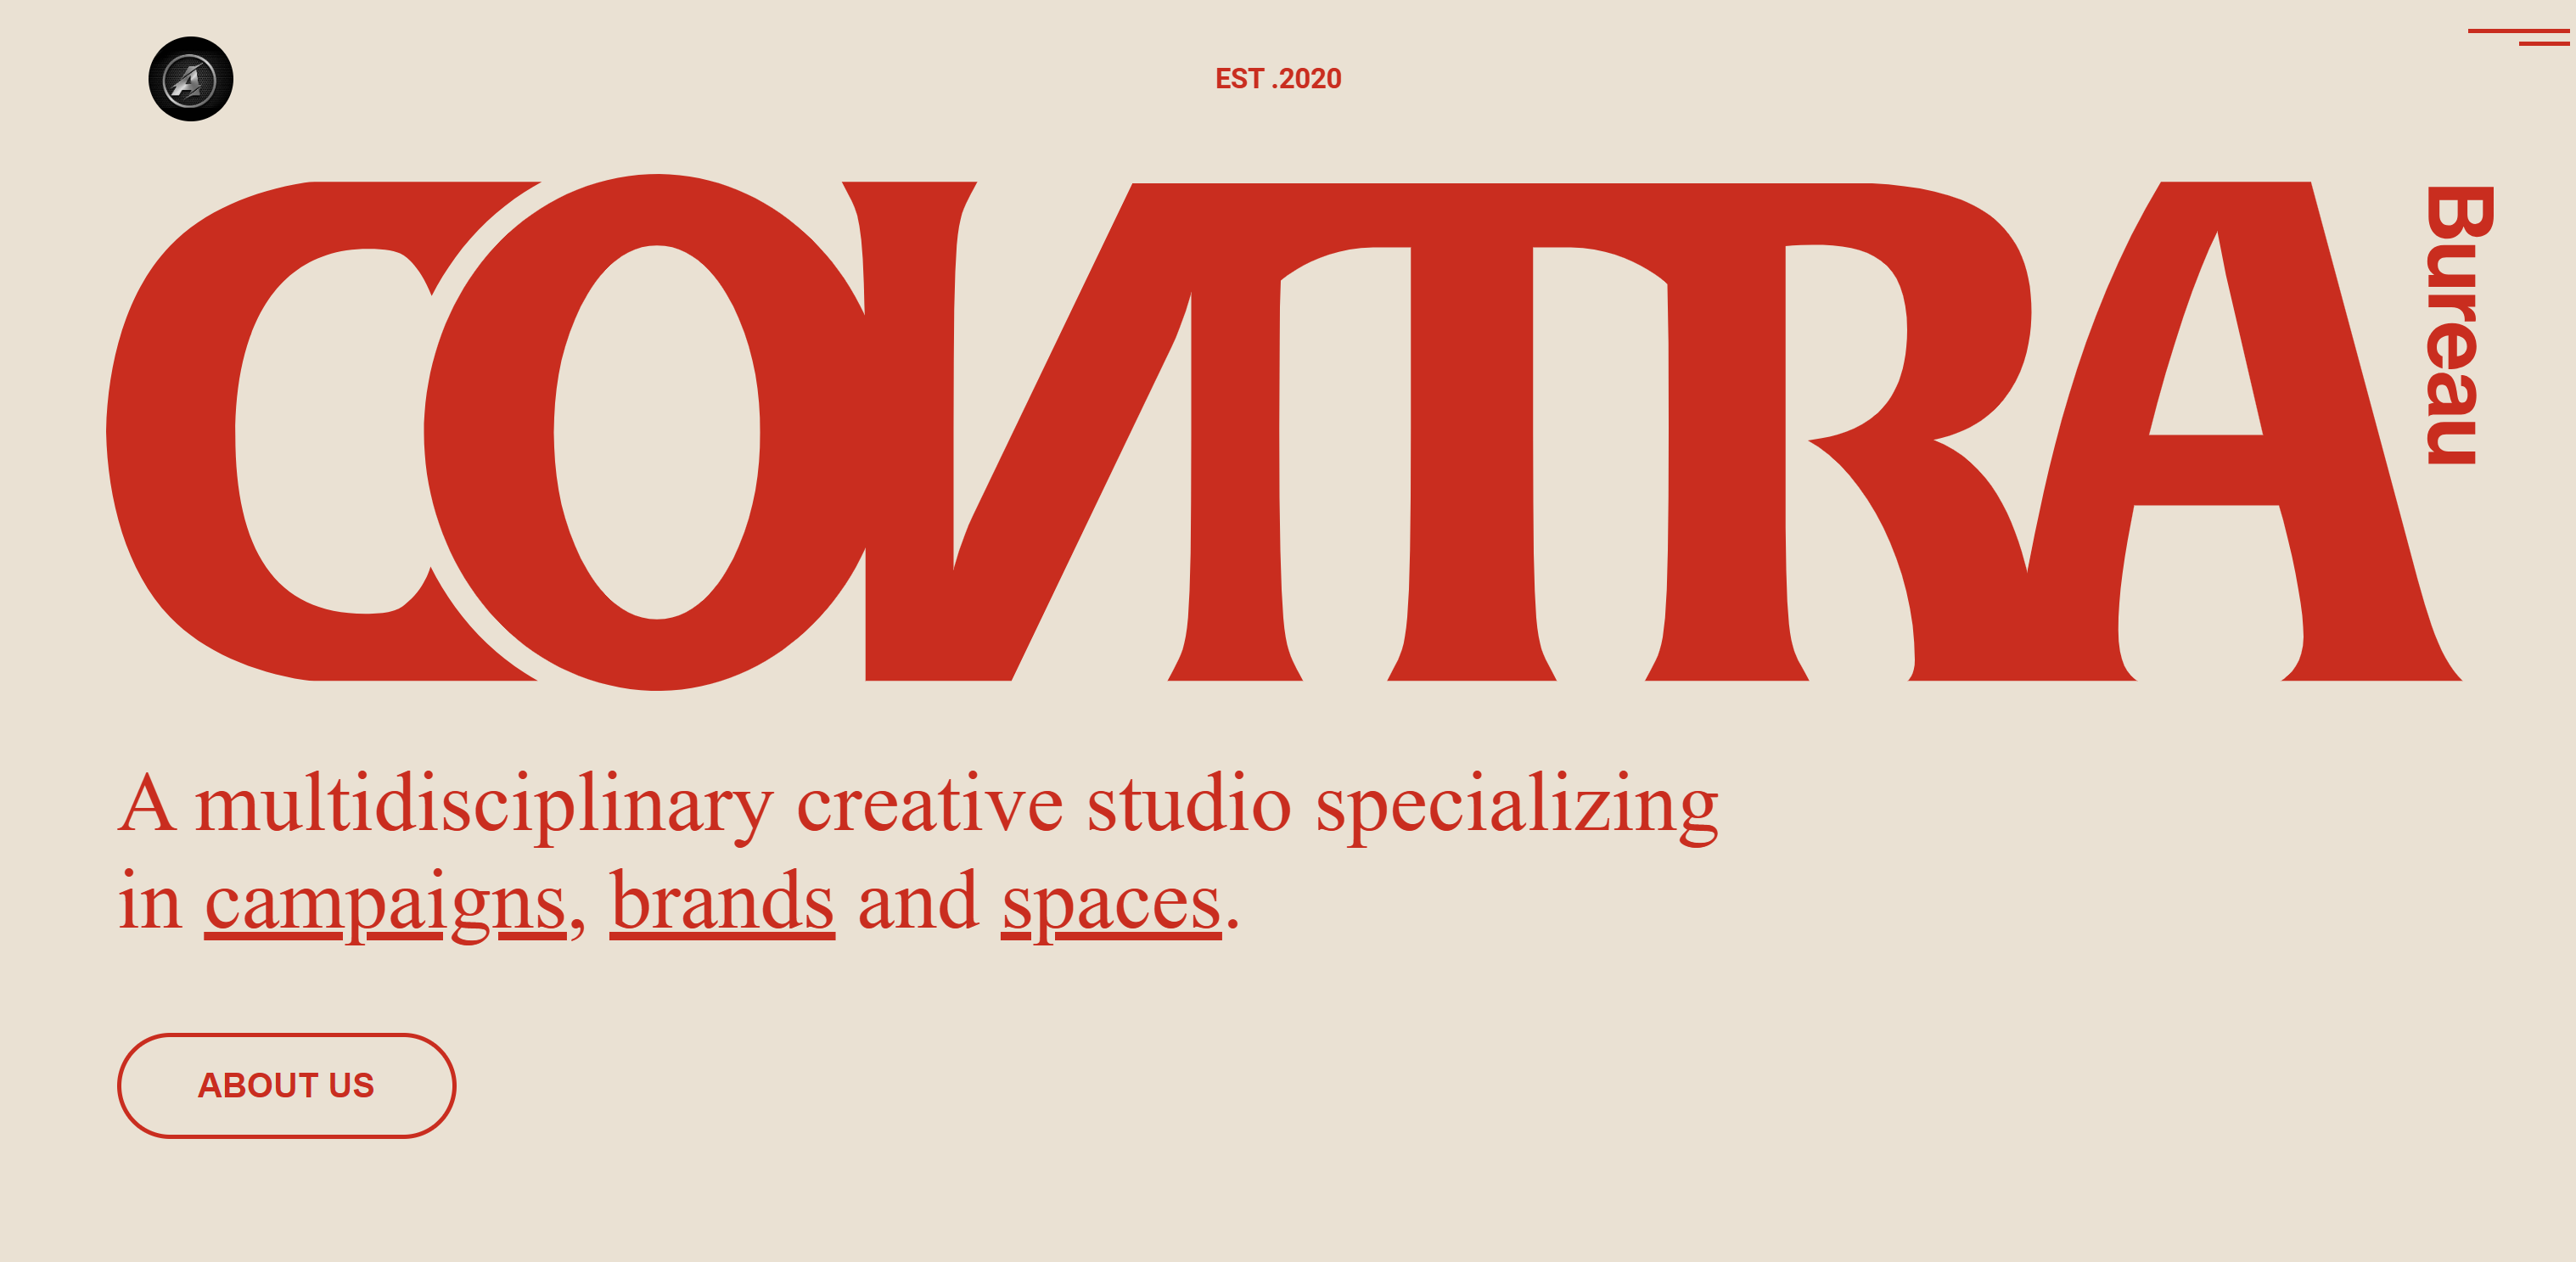 A
EST .2020
CONTRA
Bureau
A multidisciplinary creative studio specializing
in campaigns, brands and spaces.
ABOUT US